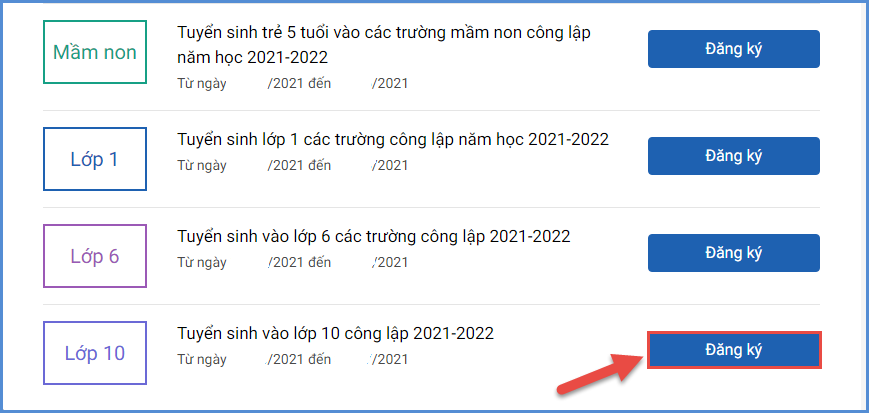 Mầm non
Tuyển sinh trẻ 5 tuổi vào các trường mầm non công lập
năm học 2021-2022
Từ ngày /2021 đến /2021
Đăng ký
Lớp 1
Tuyển sinh lớp 1 các trường công lập năm học 2021-2022
Từ ngày /2021 đến /2021
Đăng ký
Lớp 6
Tuyển sinh vào lớp 6 các trường công lập 2021-2022
Từ ngày /2021 đến /2021
Đăng ký
Lớp 10
Tuyển sinh vào lớp 10 công lập 2021-2022
Từ ngày /2021 đến /2021
Đăng ký